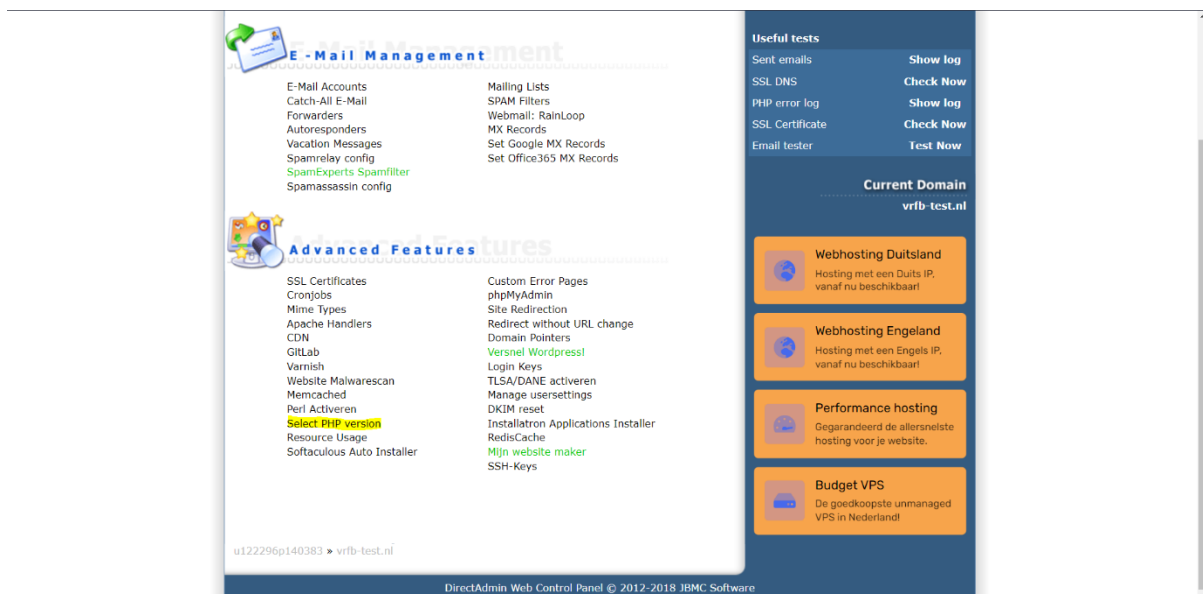 E-Mail Management
E-Mail Accounts
Catch-All E-Mail
Forwarders
Autoresponders
Vacation Messages
Spamrelay config
SpamExperts Spamfilter
Spamassassin config
Mailing Lists
SPAM Filters
Webmail: RainLoop
MX Records
Set Google MX Records
Set Office365 MX Records
Advanced Features
SSL Certificates
Cronjobs
Mime Types
Apache Handlers
CDN
GitLab
Varnish
Website Malwarescan
Memcached
Perl Activeren
Select PHP version
Resource Usage
Softaculous Auto Installer
Custom Error Pages
phpMyAdmin
Site Redirection
Redirect without URL change
Domain Pointers
Versnel Wordpress!
Login Keys
TLSA/DANE activeren
Manage usersettings
DKIM reset
Installatron Applications Installer
RedisCache
Mijn website maker
SSH-Keys
u122296p140383 » vrfb-test.nl
Useful tests
Sent emails Show log
SSL DNS Check Now
PHP error log Show log
SSL Certificate Check Now
Email tester Test Now
Current Domain
vrfb-test.nl
Webhosting Duitsland
Hosting met een Duits IP,
vanaf nu beschikbaar!
Webhosting Engeland
Hosting met een Engels IP,
vanaf nu beschikbaar!
Performance hosting
Gegarandeerd de allersnelste
hosting voor je website.
Budget VPS
De goedkoopste unmanaged
VPS in Nederland!
DirectAdmin Web Control Panel © 2012-2018 JBMC Software